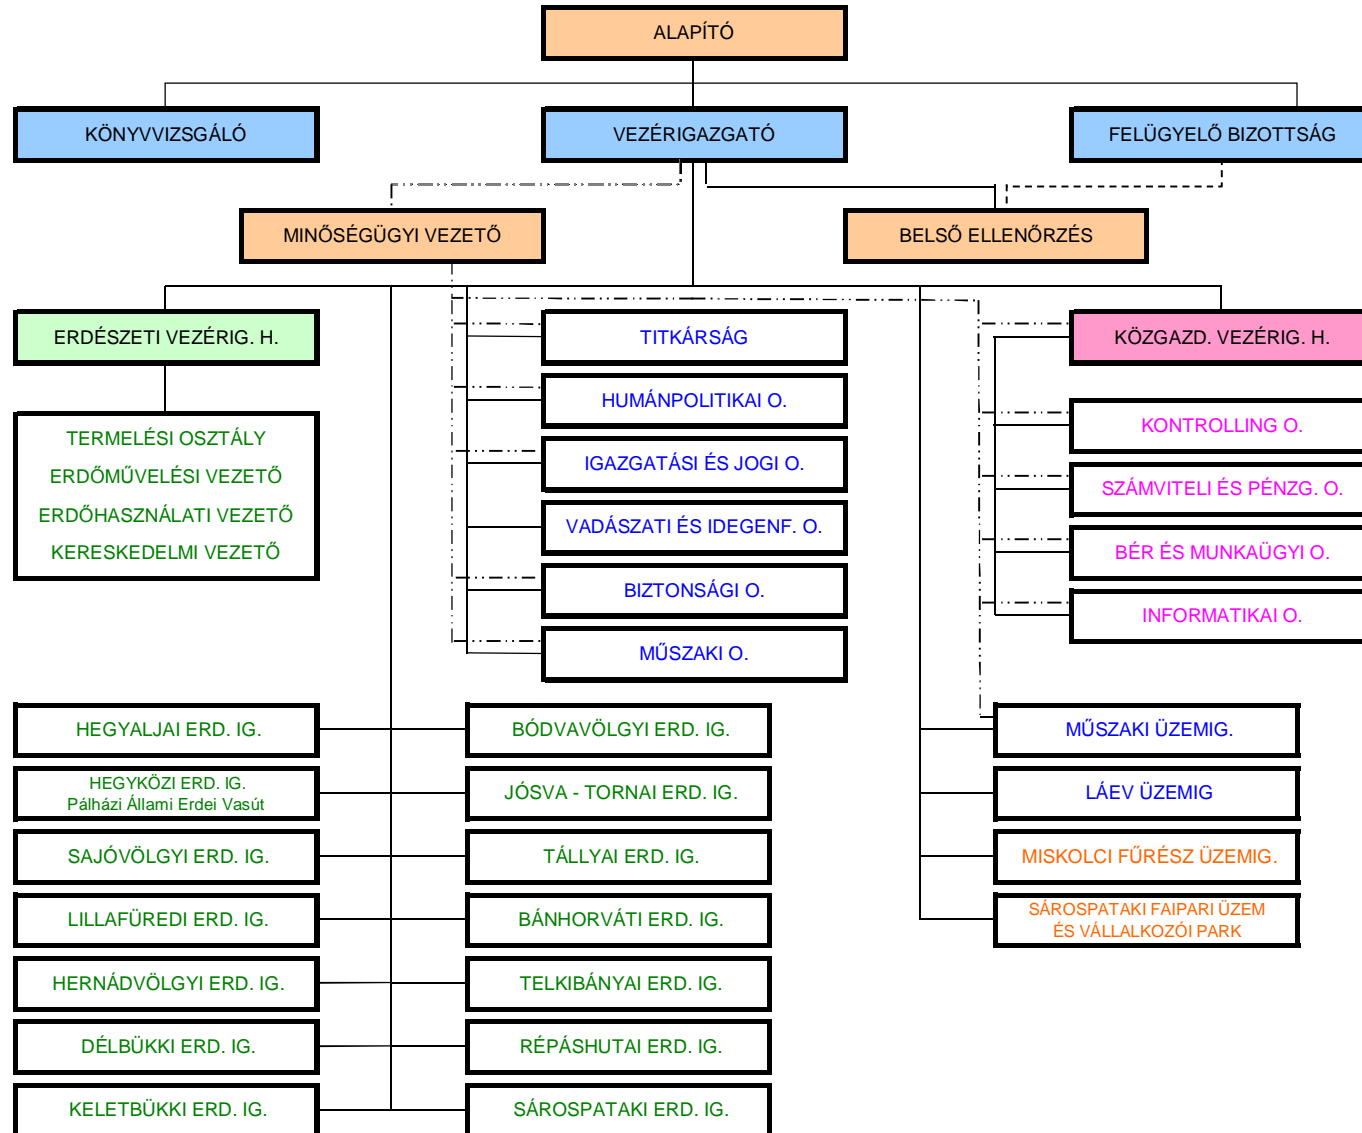 ALAPÍTÓ
KÖNYVVIZSGÁLÓ
VEZÉRIGAZGATÓ
FELÜGYELŐ BIZOTTSÁG
MINŐSÉGÜGYI VEZETŐ
BELSŐ ELLENŐRZÉS
ERDÉSZETI VEZÉRIG. H.
TERMELÉSI OSZTÁLY
ERDŐMŰVELÉSI VEZETŐ
ERDŐHASZNÁLATI VEZETŐ
KERESKEDELMI VEZETŐ
TITKÁRSÁG
HUMÁNPOLITIKAI O.
IGAZGATÁSI ÉS JOGI O.
VADÁSZATI ÉS IDEGENF. O.
BIZTONSÁGI O.
MŰSZAKI O.
KÖZGAZD. VEZÉRIG. H.
KONTROLLING O.
SZÁMVITELI ÉS PÉNZG. O.
BÉR ÉS MUNKAÜGYI O.
INFORMATIKAI O.
HEGYALJAI ERD. IG.
HEGYKÖZI ERD. IG.
Pálházi Állami Erdei Vasút
SAJÓVÖLGYI ERD. IG.
LILLAFÜREDI ERD. IG.
HERNÁDVÖLGYI ERD. IG.
DÉLBÜKKI ERD. IG.
KELETBÜKKI ERD. IG.
BÓDVAVÖLGYI ERD. IG.
JÓSVA - TORNAI ERD. IG.
TÁLLYAI ERD. IG.
BÁNHORVÁTI ERD. IG.
TELKIBÁNYAI ERD. IG.
RÉPÁSHUTAI ERD. IG.
SÁROSPATAKI ERD. IG.
MŰSZAKI ÜZEMIG.
LÁEV ÜZEMIG
MISKOLCI FŰRÉSZ ÜZEMIG.
SÁROSPATAKI FAIPARI ÜZEM
ÉS VÁLLALKOZÓI PARK